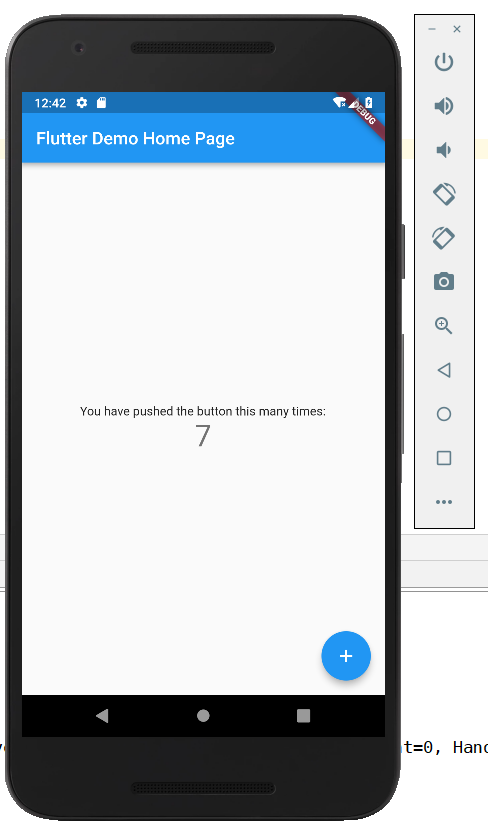 12:42
DEBUG
Flutter Demo Home Page
You have pushed the button this many times:
7
t=0, Hand